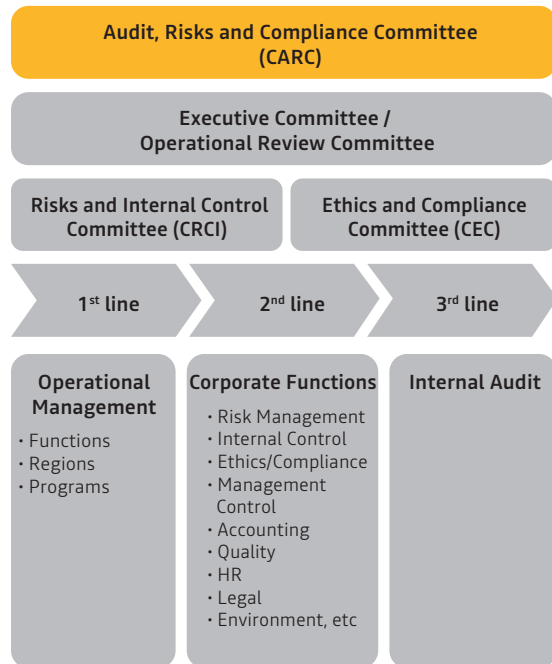 Audit, Risks and Compliance Committee
(CARC)
Executive Committee /
Operational Review Committee
Risks and Internal Control
Committee (CRCI)
Ethics and Compliance
Committee (CEC)
1st line
2nd line
3rd line
Operational
Management
· Functions
· Regions
· Programs
Corporate Functions
· Risk Management
· Internal Control
· Ethics/Compliance
· Management
Control
· Accounting
· Quality
· HR
· Legal
· Environment, etc
Internal Audit